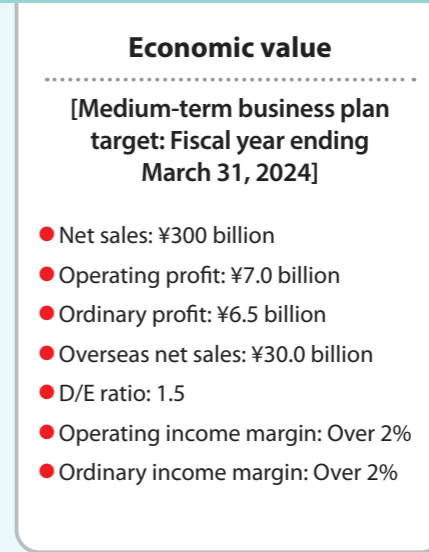 Economic value
[Medium-term business plan
target: Fiscal year ending
March 31, 2024]
● Net sales: ¥300 billion
● Operating profit: ¥7.0 billion
● Ordinary profit: ¥6.5 billion
● Overseas net sales: ¥30.0 billion
● D/E ratio: 1.5
● Operating income margin: Over 2%
● Ordinary income margin: Over 2%